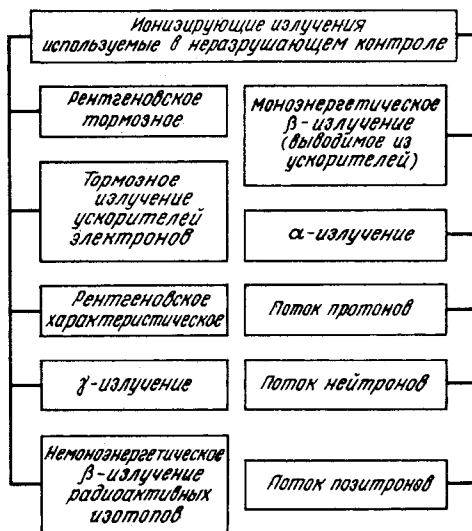 Ионизирующие излучения
используемые в неразрушающем контроле
Рентгеновское
тормозное
Тормозное
излучение
ускорителей
электронов
Рентгеновское
характеристическое
γ-излучение
Немоноэнергетическое
β-излучение
радиоактивных
изотопов
Моноэнергетическое
β-излучение
(выводимое из
ускорителей)
α-излучение
Поток протонов
Поток нейтронов
Поток позитронов